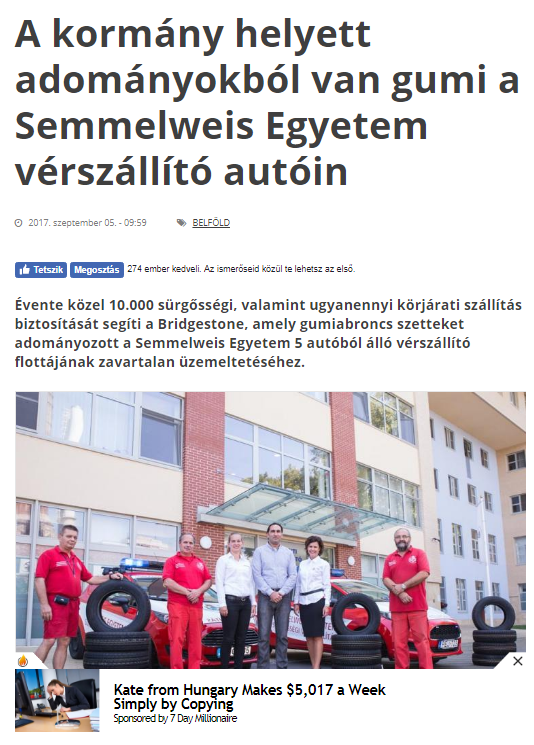 A kormány helyett
adományokból van gumi a
Semmelweis Egyetem
vérszállító autóin
2017. szeptember 05. - 09:59 BELFÖLD
Tetszik Megosztás 274 ember kedveli. Az ismerőseid közül te lehetsz az első.
Évente közel 10.000 sürgősségi, valamint ugyanennyi körjárati szállítás
biztosítását segíti a Bridgestone, amely gumiabroncs szetteket
adományozott a Semmelweis Egyetem 5 autóból álló vérszállító
flottájának zavartalan üzemeltetéséhez.
Kate from Hungary Makes $5,017 a Week
Simply by Copying
Sponsored by 7 Day Millionaire